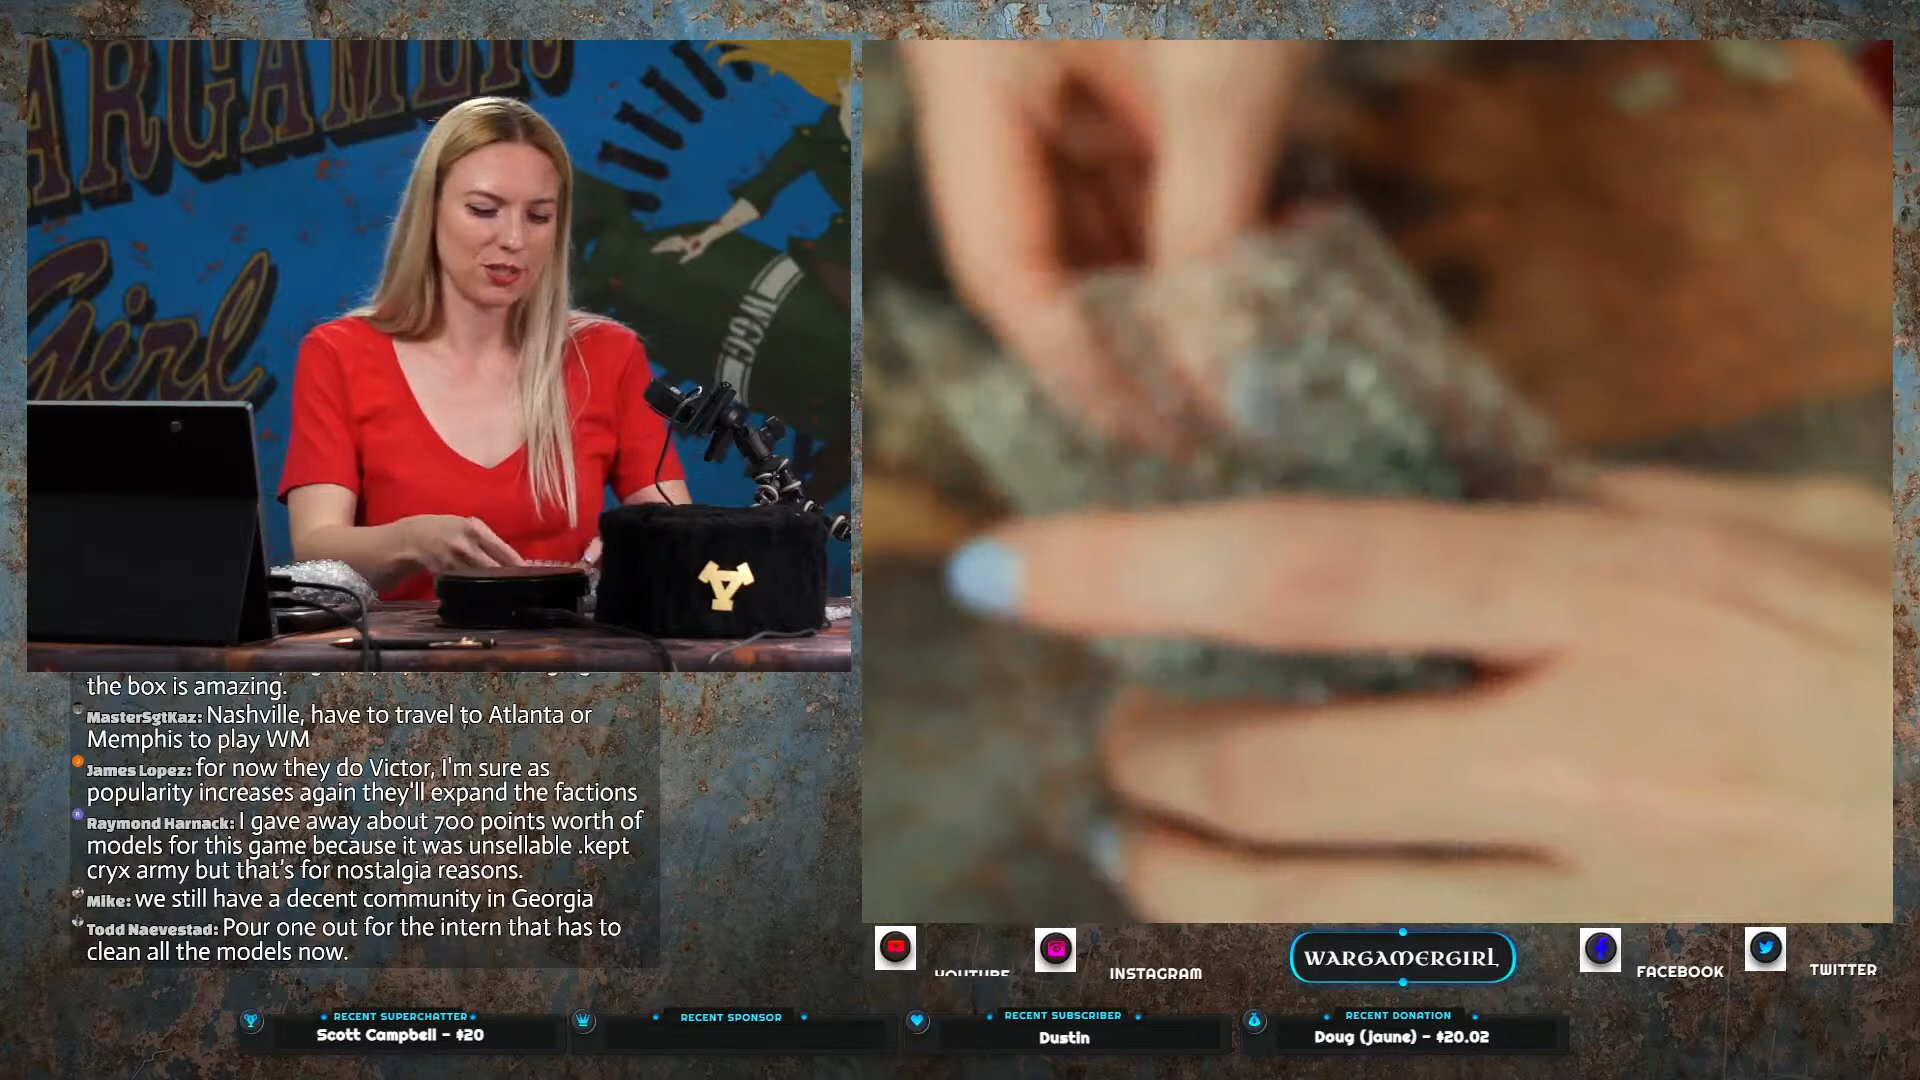 WARGAMER
Girl
WGG
the box is amazing.
MasterSgtKaz: Nashville, have to travel to Atlanta or
Memphis to play WM
James Lopez: for now they do Victor, I'm sure as
popularity increases again they'll expand the factions
Raymond Harnack: I gave away about 700 points worth of
models for this game because it was unsellable .kept
cryx army but that's for nostalgia reasons.
Mike: we still have a decent community in Georgia
Todd Naevestad: Pour one out for the intern that has to
clean all the models now.
YOUTUBE
INSTAGRAM
WARGAMERGIRL
FACEBOOK
TWITTER
RECENT SUPERCHATTER
Scott Campbell - $20
RECENT SPONSOR
RECENT SUBSCRIBER
Dustin
RECENT DONATION
Doug (jaune) - $20.02